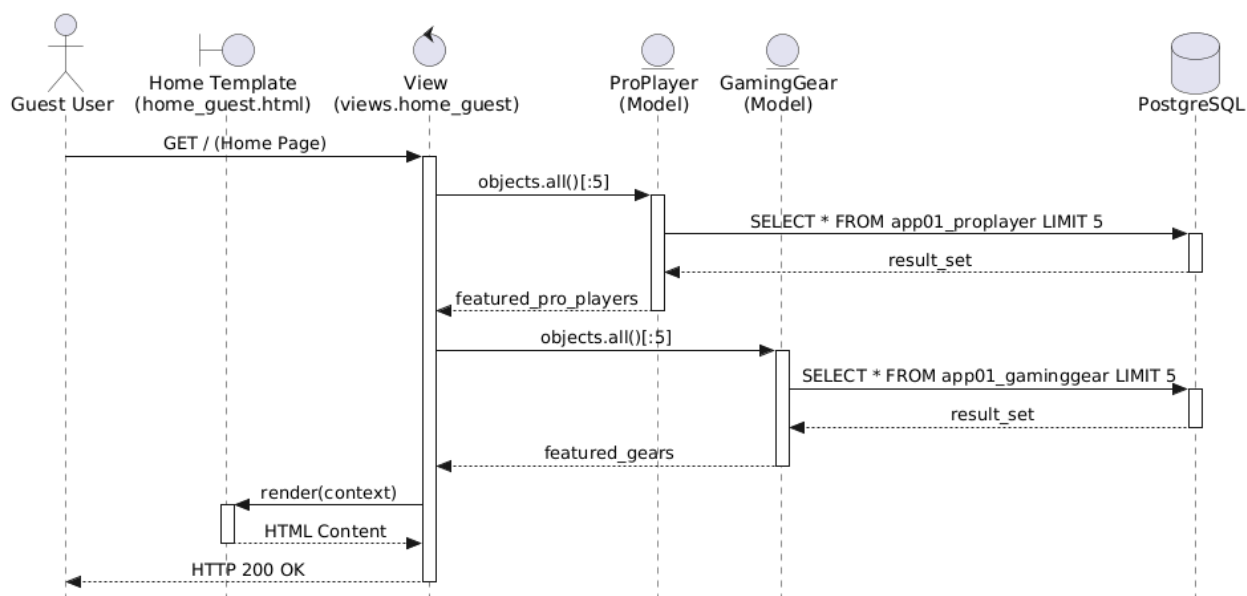 Guest User
Home Template
(home_guest.html)
View
(views.home_guest)
ProPlayer
(Model)
GamingGear
(Model)
PostgreSQL
GET / (Home Page)
objects.all()[:5]
SELECT * FROM app01_proplayer LIMIT 5
result_set
featured_pro_players
objects.all()[:5]
SELECT * FROM app01_gaminggear LIMIT 5
result_set
featured_gears
render(context)
HTML Content
HTTP 200 OK